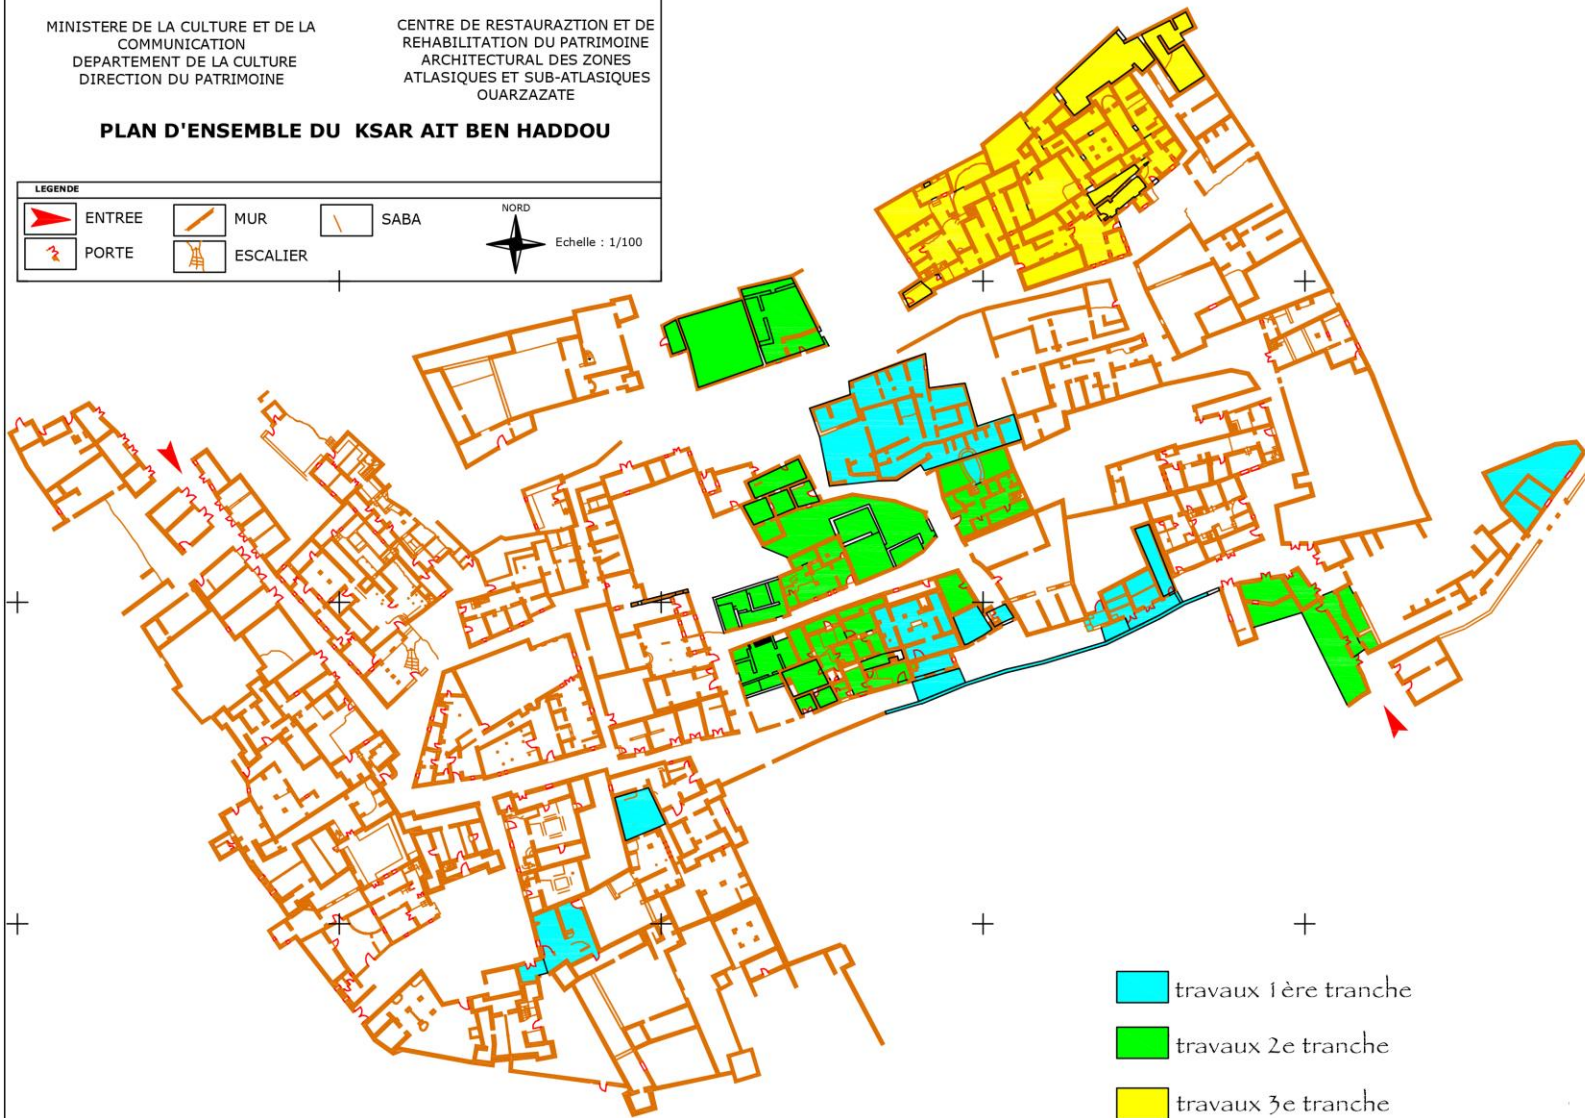 MINISTERE DE LA CULTURE ET DE LA
COMMUNICATION
DEPARTEMENT DE LA CULTURE
DIRECTION DU PATRIMOINE
CENTRE DE RESTAURAZTION ET DE
REHABILITATION DU PATRIMOINE
ARCHITECTURAL DES ZONES
ATLASIQUES ET SUB-ATLASIQUES
OUARZAZATE
PLAN D'ENSEMBLE DU KSAR AIT BEN HADDOU
LEGENDE
ENTREE
MUR
SABA
PORTE
ESCALIER
NORD
Echelle : 1/100
travaux 1ère tranche
travaux 2e tranche
travaux 3e tranche